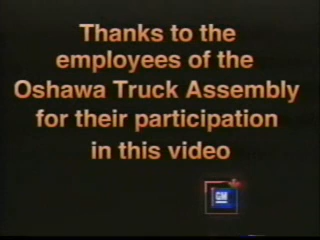 Thanks to the
employees of the
Oshawa Truck Assembly
for their participation
in this video
GM